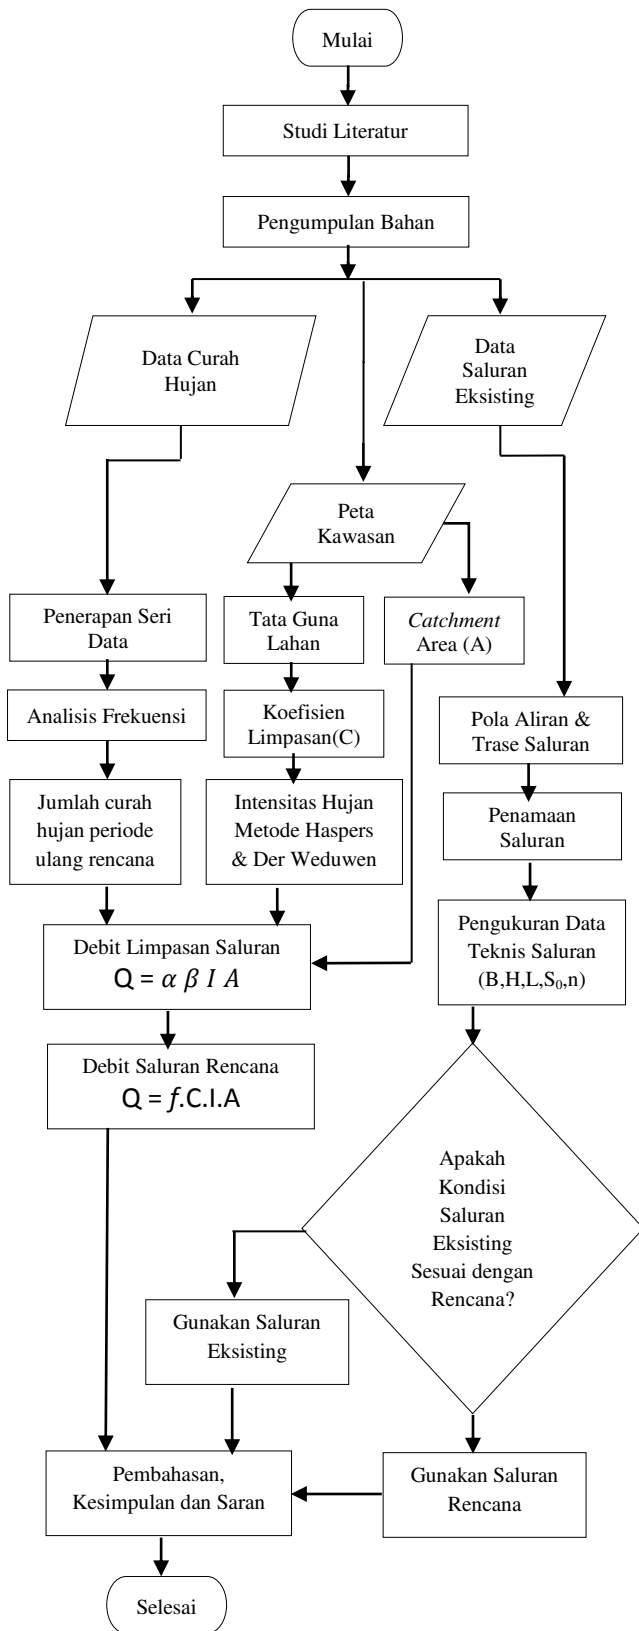 Mulai
Studi Literatur
Pengumpulan Bahan
Data Curah
Hujan
Data
Saluran
Eksisting
Peta
Kawasan
Penerapan Seri
Data
Tata Guna
Lahan
Catchment
Area (A)
Analisis Frekuensi
Koefisien
Limpasan(C)
Pola Aliran &
Trase Saluran
Jumlah curah
hujan periode
ulang rencana
Intensitas Hujan
Metode Haspers
& Der Weduwen
Penamaan
Saluran
Debit Limpasan Saluran
Q = α β I A
Pengukuran Data
Teknis Saluran
(B,H,L,S₀,n)
Debit Saluran Rencana
Q = f.C.I.A
Apakah
Kondisi
Saluran
Eksisting
Sesuai dengan
Rencana?
Gunakan Saluran
Eksisting
Pembahasan,
Kesimpulan dan Saran
Gunakan Saluran
Rencana
Selesai